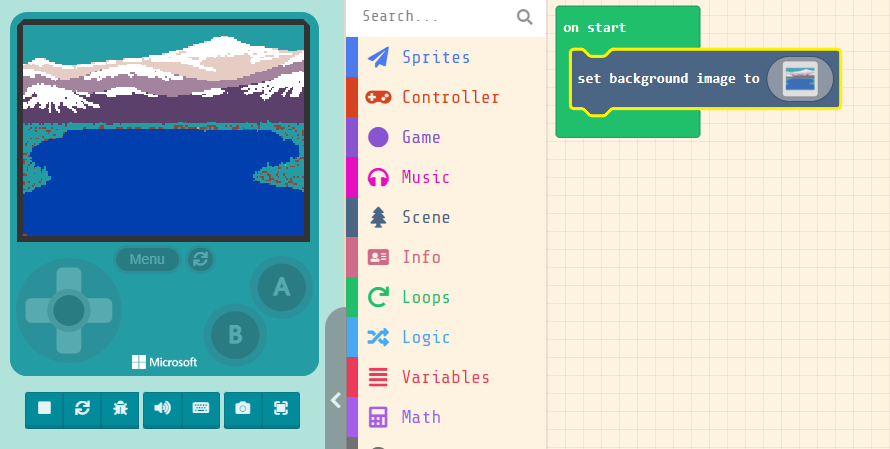 Menu
A
B
Microsoft
Search...
Sprites
Controller
Game
Music
Scene
Info
Loops
Logic
Variables
Math
on start
set background image to